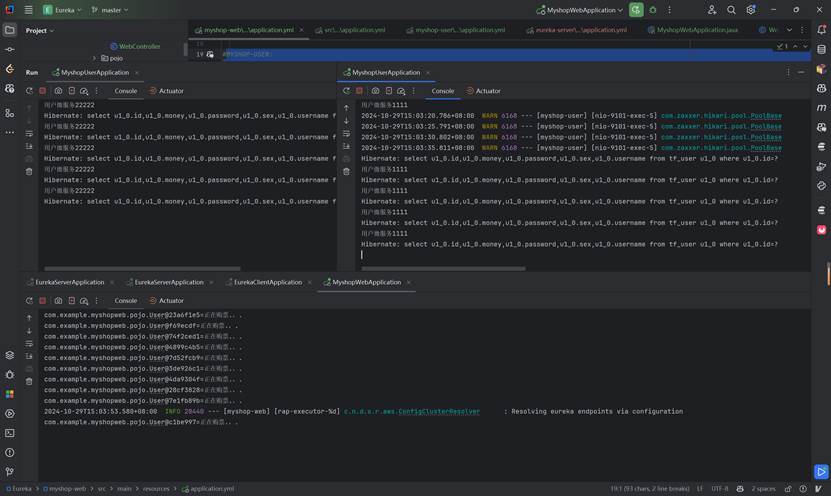 Eureka
master
MyshopWebApplication
Project
myshop-web\...\application.yml
src\...\application.yml
myshop-user\...\application.yml
eureka-server\...\application.yml
MyshopWebApplication.java
WebController
pojo
18
19
#MYSHOP-USER:
1
Run
MyshopUserApplication
Console
Actuator
用户微服务22222
Hibernate: select u1_0.id,u1_0.money,u1_0.password,u1_0.sex,u1_0.username f
用户微服务22222
Hibernate: select u1_0.id,u1_0.money,u1_0.password,u1_0.sex,u1_0.username f
用户微服务22222
Hibernate: select u1_0.id,u1_0.money,u1_0.password,u1_0.sex,u1_0.username f
用户微服务22222
Hibernate: select u1_0.id,u1_0.money,u1_0.password,u1_0.sex,u1_0.username f
用户微服务22222
Hibernate: select u1_0.id,u1_0.money,u1_0.password,u1_0.sex,u1_0.username f
MyshopUserApplication
Console
Actuator
用户微服务1111
2024-10-29T15:03:20.786+08:00 WARN 6168 --- [myshop-user] [nio-9101-exec-5] com.zaxxer.hikari.pool.PoolBase
2024-10-29T15:03:25.791+08:00 WARN 6168 --- [myshop-user] [nio-9101-exec-5] com.zaxxer.hikari.pool.PoolBase
2024-10-29T15:03:30.802+08:00 WARN 6168 --- [myshop-user] [nio-9101-exec-5] com.zaxxer.hikari.pool.PoolBase
2024-10-29T15:03:35.811+08:00 WARN 6168 --- [myshop-user] [nio-9101-exec-5] com.zaxxer.hikari.pool.PoolBase
Hibernate: select u1_0.id,u1_0.money,u1_0.password,u1_0.sex,u1_0.username from tf_user u1_0 where u1_0.id=?
用户微服务1111
Hibernate: select u1_0.id,u1_0.money,u1_0.password,u1_0.sex,u1_0.username from tf_user u1_0 where u1_0.id=?
用户微服务1111
Hibernate: select u1_0.id,u1_0.money,u1_0.password,u1_0.sex,u1_0.username from tf_user u1_0 where u1_0.id=?
用户微服务1111
Hibernate: select u1_0.id,u1_0.money,u1_0.password,u1_0.sex,u1_0.username from tf_user u1_0 where u1_0.id=?
用户微服务1111
Hibernate: select u1_0.id,u1_0.money,u1_0.password,u1_0.sex,u1_0.username from tf_user u1_0 where u1_0.id=?
EurekaServerApplication
EurekaServerApplication
EurekaClientApplication
MyshopWebApplication
Console
Actuator
com.example.myshopweb.pojo.User@23a6f1e5=正在购票...
com.example.myshopweb.pojo.User@f69ecdf=正在购票...
com.example.myshopweb.pojo.User@74f2ced1=正在购票...
com.example.myshopweb.pojo.User@4899c4b5=正在购票...
com.example.myshopweb.pojo.User@7d52fcb9=正在购票...
com.example.myshopweb.pojo.User@3de926c1=正在购票...
com.example.myshopweb.pojo.User@4da9304f=正在购票...
com.example.myshopweb.pojo.User@28cf3828=正在购票...
com.example.myshopweb.pojo.User@7e1fb89b=正在购票...
2024-10-29T15:03:53.580+08:00 INFO 20440 --- [myshop-web] [rap-executor-%d] c.n.d.s.r.aws.ConfigClusterResolver : Resolving eureka endpoints via configuration
com.example.myshopweb.pojo.User@c1be997=正在购票...
Eureka > myshop-web > src > main > resources > application.yml
19:1 (93 chars, 2 line breaks) LF UTF-8 2 spaces